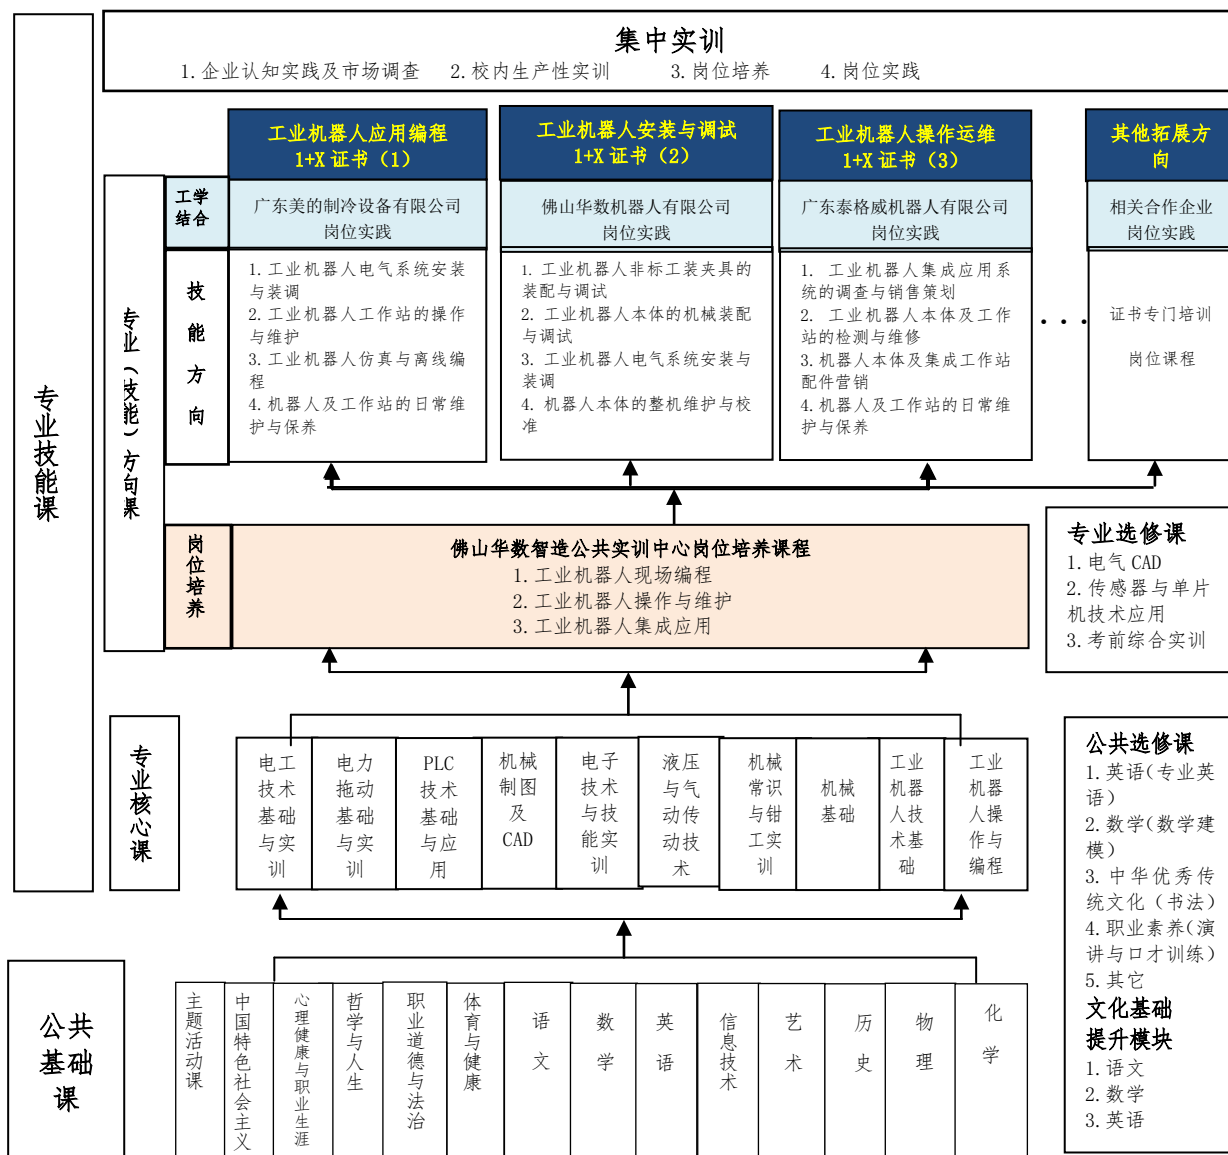 集中实训
1.企业认知实践及市场调查 2.校内生产性实训 3.岗位培养 4.岗位实践
专业技能课
专业（技能）方向课
工业机器人应用编程
1+X 证书（1）
工业机器人安装与调试
1+X 证书（2）
工业机器人操作运维
1+X 证书（3）
其他拓展方
向
工学
结合
广东美的制冷设备有限公司
岗位实践
佛山华数机器人有限公司
岗位实践
广东泰格威机器人有限公司
岗位实践
相关合作企业
岗位实践
技能方向
1.工业机器人电气系统安装
与装调
2.工业机器人工作站的操作
与维护
3.工业机器人仿真与离线编
程
4.机器人及工作站的日常维
护与保养
1. 工业机器人非标工装夹具的
装配与调试
2. 工业机器人本体的机械装配
与调试
3.工业机器人电气系统安装与
装调
4. 机器人本体的整机维护与校
准
1. 工业机器人集成应用系
统的调查与销售策划
2. 工业机器人本体及工作
站的检测与维修
3.机器人本体及集成工作站
配件营销
4.机器人及工作站的日常维
护与保养
...
证书专门培训
岗位课程
岗位培养
佛山华数智造公共实训中心岗位培养课程
1.工业机器人现场编程
2.工业机器人操作与维护
3.工业机器人集成应用
专业选修课
1.电气 CAD
2.传感器与单片
机技术应用
3.考前综合实训
专业核心课
电工
技术
基础
与实
训
电力
拖动
基础
与实
训
PLC
技术
基础
与应
用
机械
制图
及
CAD
电子
技术
与技
能实
训
液压
与气
动传
动技
术
机械
常识
与钳
工实
训
机械
基础
工业
机器
人技
术基
础
工业
机器
人操
作与
编程
公共选修课
1.英语(专业英
语)
2.数学(数学建
模)
3.中华优秀传
统文化（书法）
4.职业素养(演
讲与口才训练)
5.其它
文化基础
提升模块
1.语文
2.数学
3.英语
公共
基础
课
主题活动课
中国特色社会主义
心理健康与职业生涯
哲学与人生
职业道德与法治
体育与健康
语文
数学
英语
信息技术
艺术
历史
物理
化学